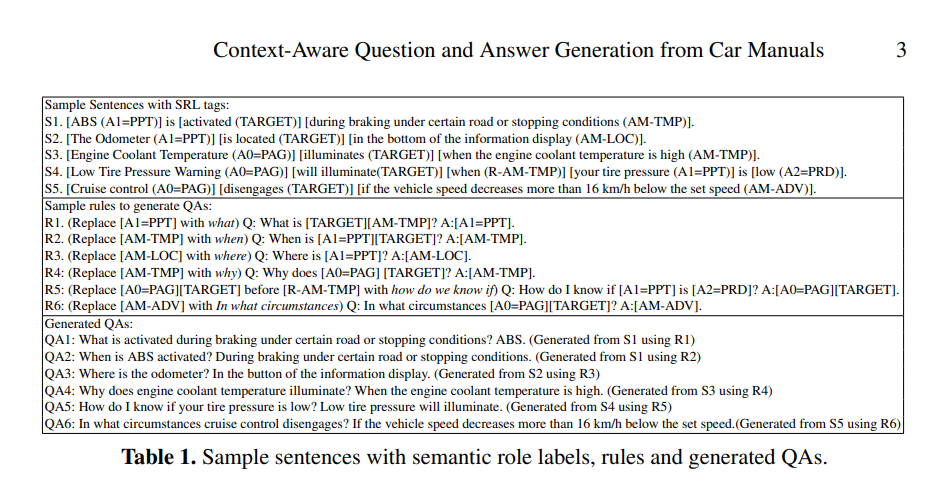 Context-Aware Question and Answer Generation from Car Manuals 3
Sample Sentences with SRL tags:
S1. [ABS (A1=PPT)] is [activated (TARGET)] [during braking under certain road or stopping conditions (AM-TMP)].
S2. [The Odometer (A1=PPT)] [is located (TARGET)] [in the bottom of the information display (AM-LOC)].
S3. [Engine Coolant Temperature (A0=PAG)] [illuminates (TARGET)] [when the engine coolant temperature is high (AM-TMP)].
S4. [Low Tire Pressure Warning (A0=PAG)] [will illuminate(TARGET)] [when (R-AM-TMP)] [your tire pressure (A1=PPT)] is [low (A2=PRD)].
S5. [Cruise control (A0=PAG)] [disengages (TARGET)] [if the vehicle speed decreases more than 16 km/h below the set speed (AM-ADV)].
Sample rules to generate QAs:
R1. (Replace [A1=PPT] with what) Q: What is [TARGET][AM-TMP]? A:[A1=PPT].
R2. (Replace [AM-TMP] with when) Q: When is [A1=PPT][TARGET]? A:[AM-TMP].
R3. (Replace [AM-LOC] with where) Q: Where is [A1=PPT]? A:[AM-LOC].
R4: (Replace [AM-TMP] with why) Q: Why does [A0=PAG] [TARGET]? A:[AM-TMP].
R5: (Replace [A0=PAG][TARGET] before [R-AM-TMP] with how do we know if) Q: How do I know if [A1=PPT] is [A2=PRD]? A:[A0=PAG][TARGET].
R6: (Replace [AM-ADV] with In what circumstances) Q: In what circumstances [A0=PAG][TARGET]? A:[AM-ADV].
Generated QAs:
QA1: What is activated during braking under certain road or stopping conditions? ABS. (Generated from S1 using R1)
QA2: When is ABS activated? During braking under certain road or stopping conditions. (Generated from S1 using R2)
QA3: Where is the odometer? In the button of the information display. (Generated from S2 using R3)
QA4: Why does engine coolant temperature illuminate? When the engine coolant temperature is high. (Generated from S3 using R4)
QA5: How do I know if your tire pressure is low? Low tire pressure will illuminate. (Generated from S4 using R5)
QA6: In what circumstances cruise control disengages? If the vehicle speed decreases more than 16 km/h below the set speed.(Generated from S5 using R6)
Table 1. Sample sentences with semantic role labels, rules and generated QAs.